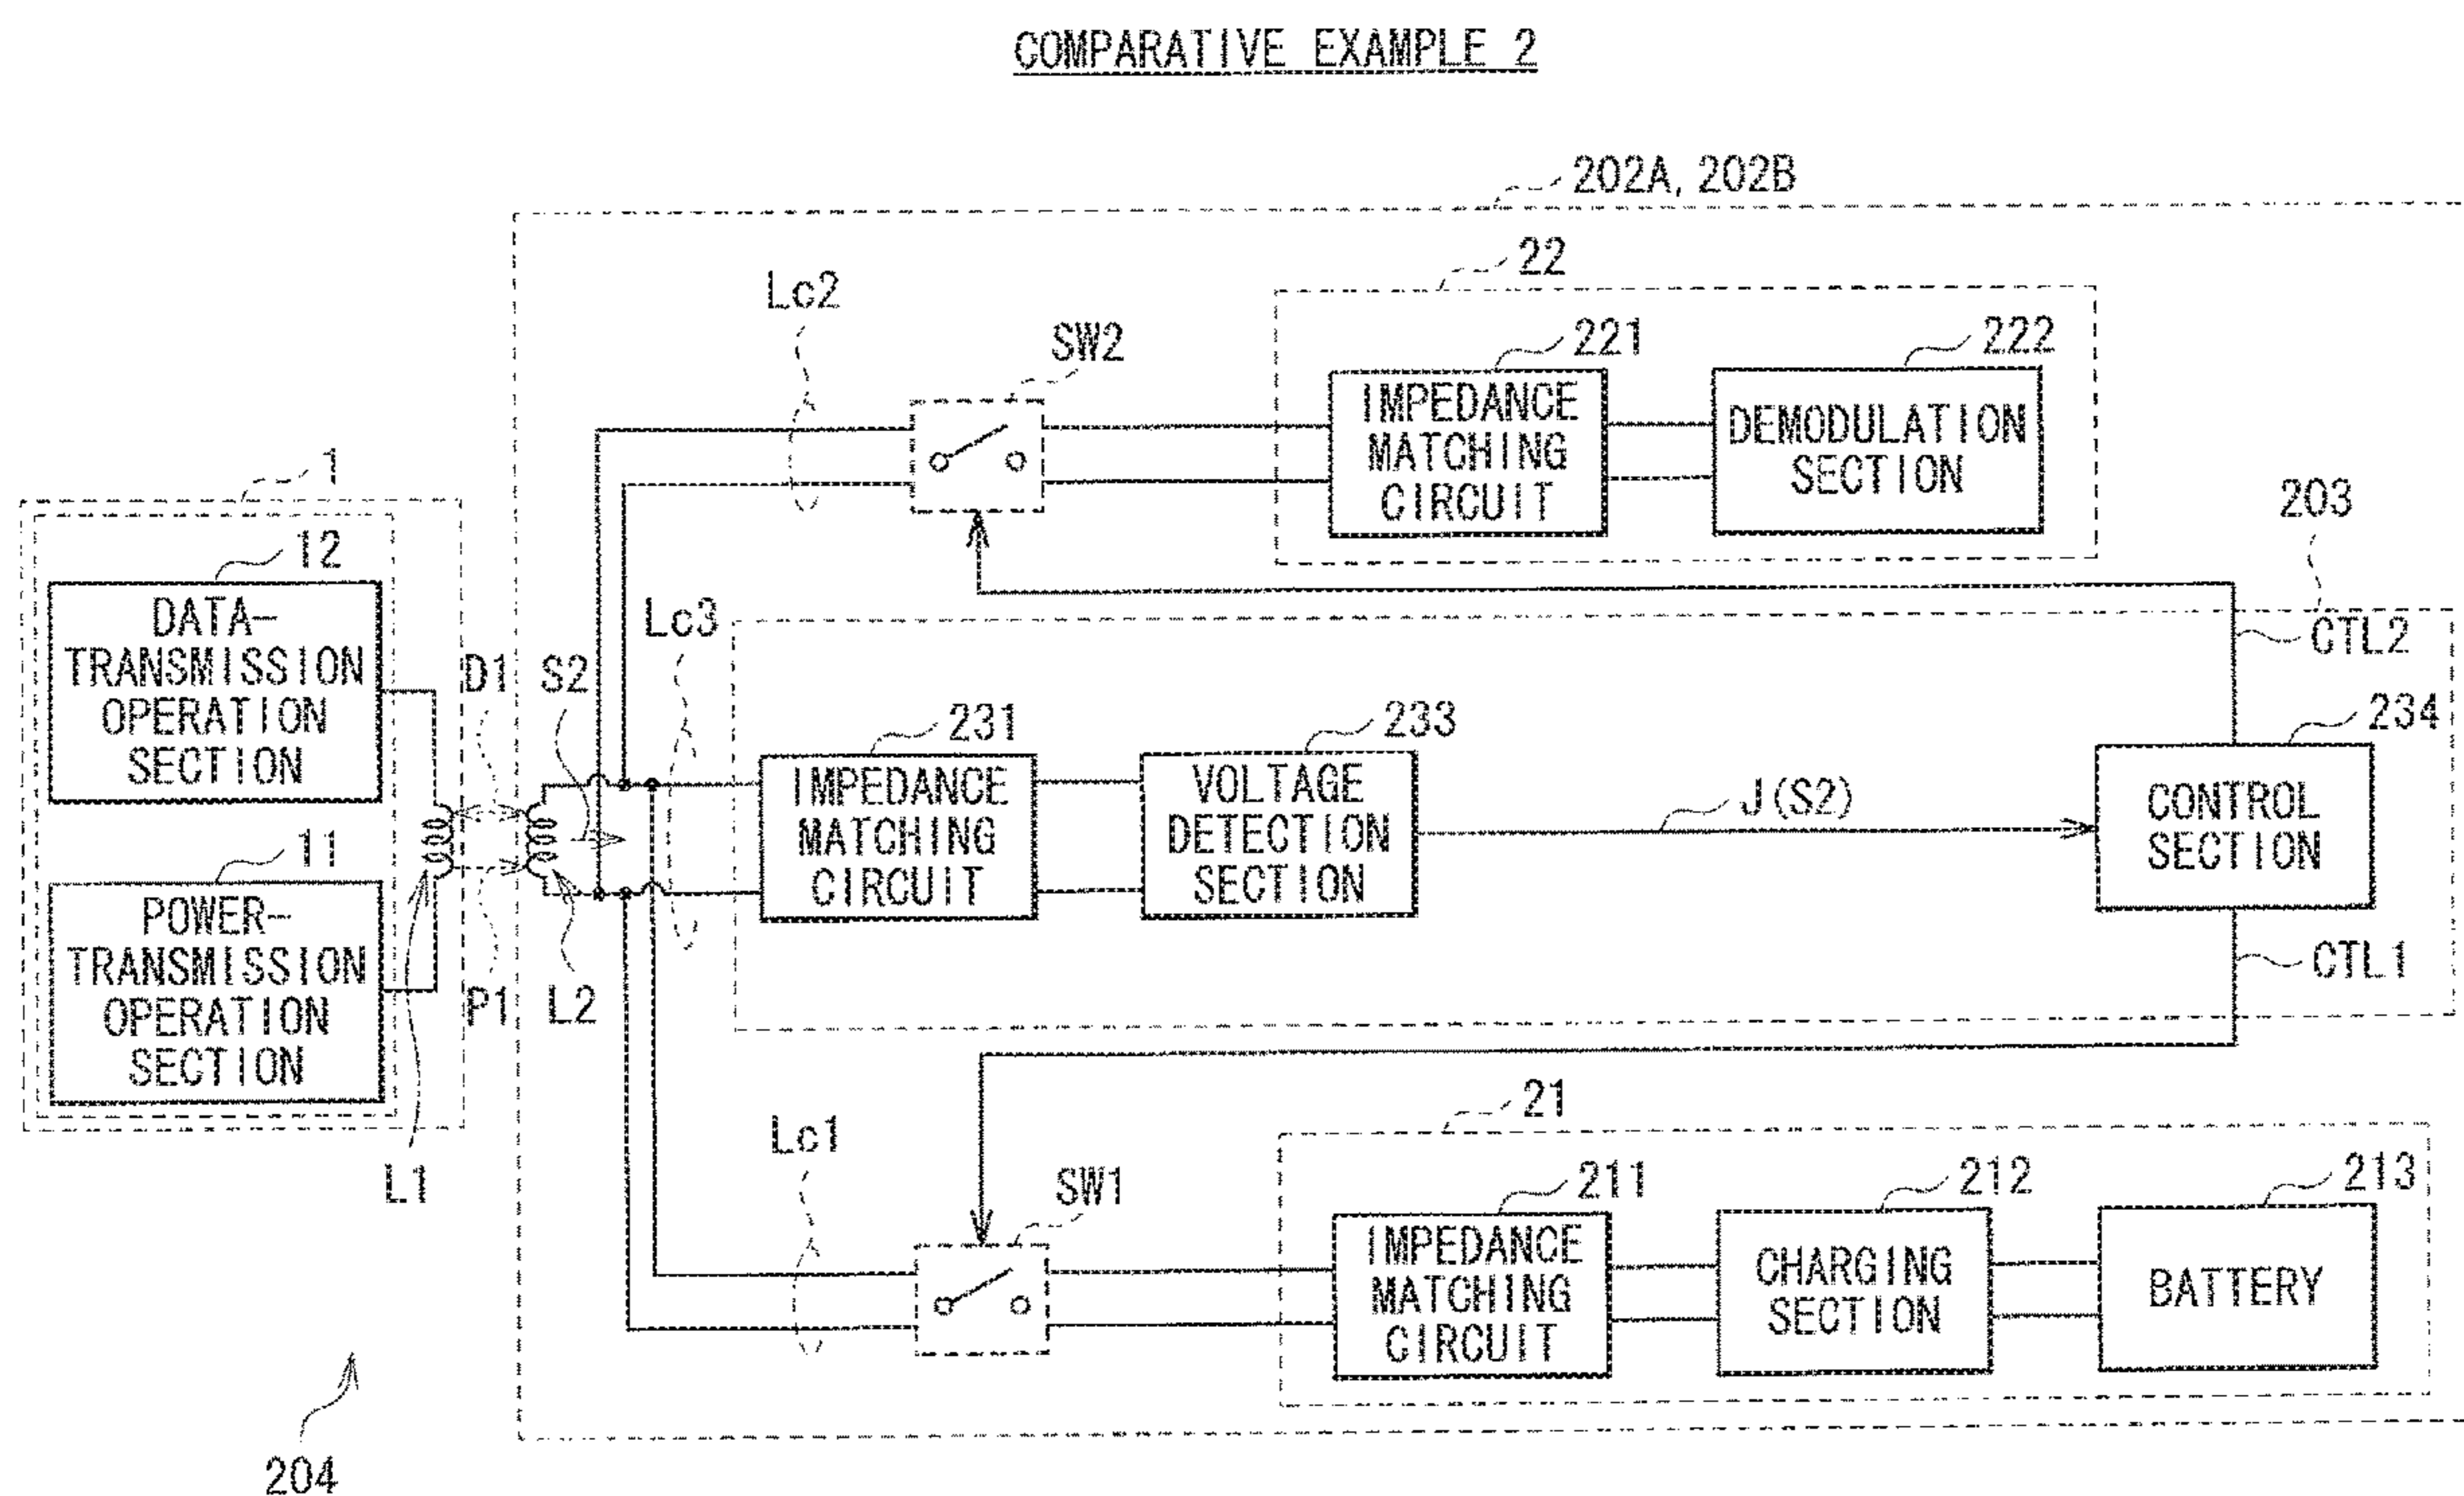 COMPARATIVE EXAMPLE 2
202A, 202B
22
Lc2
SW2
221
222
IMPEDANCE
MATCHING
CIRCUIT
DEMODULATION
SECTION
1
12
DATA-
TRANSMISSION
OPERATION
SECTION
11
POWER-
TRANSMISSION
OPERATION
SECTION
D1
S2
P1
L2
L1
Lc3
203
CTL2
231
IMPEDANCE
MATCHING
CIRCUIT
233
VOLTAGE
DETECTION
SECTION
J(S2)
234
CONTROL
SECTION
CTL1
21
Lc1
SW1
211
IMPEDANCE
MATCHING
CIRCUIT
212
CHARGING
SECTION
213
BATTERY
204